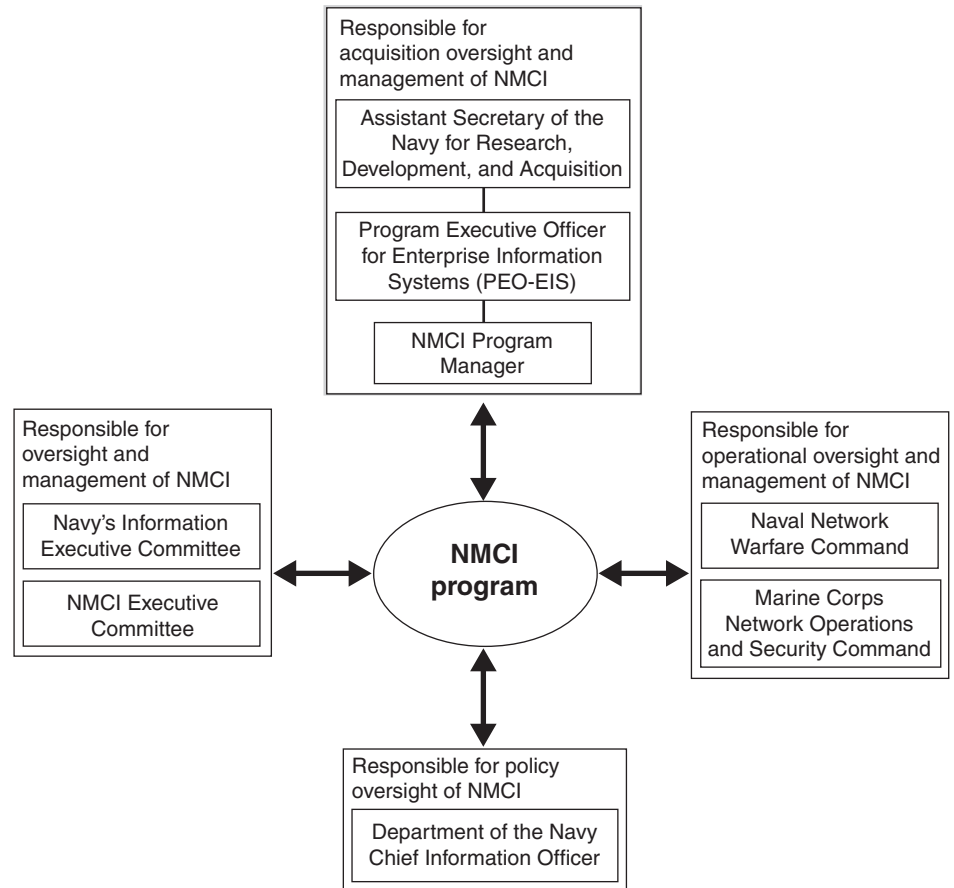 Responsible for
acquisition oversight and
management of NMCI
Assistant Secretary of the
Navy for Research,
Development, and Acquisition
Program Executive Officer
for Enterprise Information
Systems (PEO-EIS)
NMCI Program
Manager
Responsible for
oversight and
management of NMCI
Navy's Information
Executive Committee
NMCI Executive
Committee
NMCI
program
Responsible for
operational oversight and
management of NMCI
Naval Network
Warfare Command
Marine Corps
Network Operations
and Security Command
Responsible for policy
oversight of NMCI
Department of the Navy
Chief Information Officer